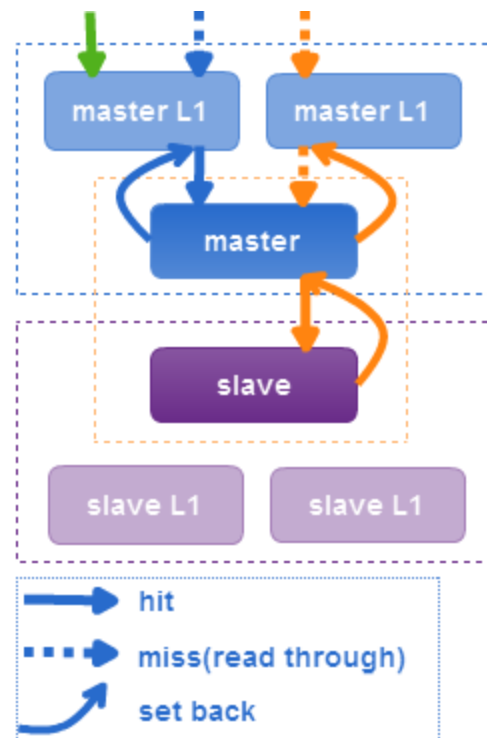 master L1 master L1
master
slave
slave L1 slave L1
hit
miss(read through)
set back